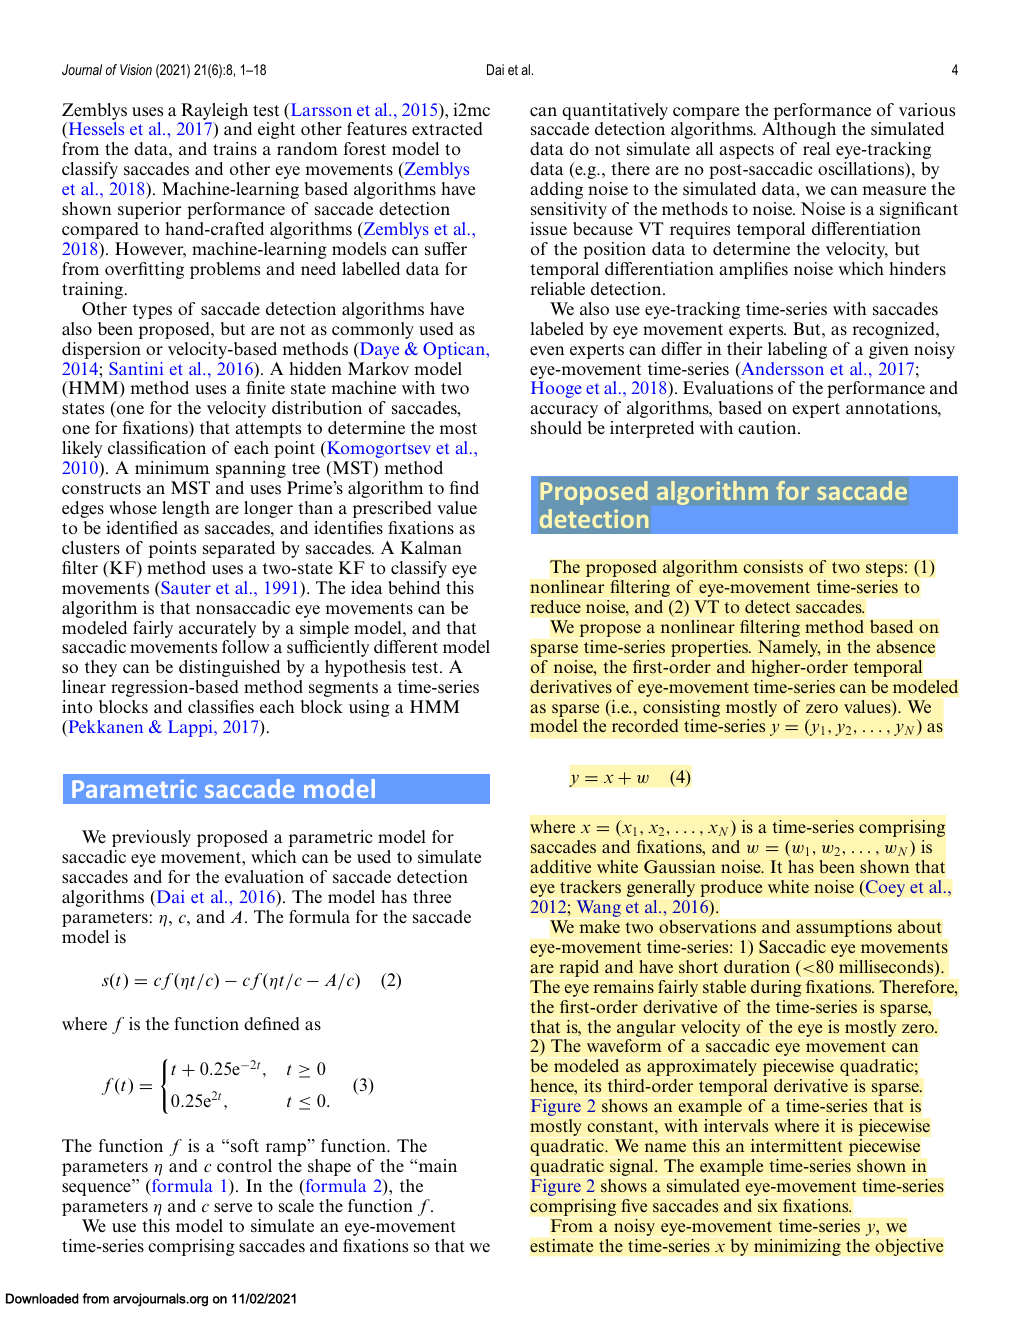 Journal of Vision (2021) 21(6):8, 1–18
Dai et al.
4
Zemblys uses a Rayleigh test (Larsson et al., 2015), i2mc
(Hessels et al., 2017) and eight other features extracted
from the data, and trains a random forest model to
classify saccades and other eye movements (Zemblys
et al., 2018). Machine-learning based algorithms have
shown superior performance of saccade detection
compared to hand-crafted algorithms (Zemblys et al.,
2018). However, machine-learning models can suffer
from overfitting problems and need labelled data for
training.
Other types of saccade detection algorithms have
also been proposed, but are not as commonly used as
dispersion or velocity-based methods (Daye & Optican,
2014; Santini et al., 2016). A hidden Markov model
(HMM) method uses a finite state machine with two
states (one for the velocity distribution of saccades,
one for fixations) that attempts to determine the most
likely classification of each point (Komogortsev et al.,
2010). A minimum spanning tree (MST) method
constructs an MST and uses Prime's algorithm to find
edges whose length are longer than a prescribed value
to be identified as saccades, and identifies fixations as
clusters of points separated by saccades. A Kalman
filter (KF) method uses a two-state KF to classify eye
movements (Sauter et al., 1991). The idea behind this
algorithm is that nonsaccadic eye movements can be
modeled fairly accurately by a simple model, and that
saccadic movements follow a sufficiently different model
so they can be distinguished by a hypothesis test. A
linear regression-based method segments a time-series
into blocks and classifies each block using a HMM
(Pekkanen & Lappi, 2017).
Parametric saccade model
We previously proposed a parametric model for
saccadic eye movement, which can be used to simulate
saccades and for the evaluation of saccade detection
algorithms (Dai et al., 2016). The model has three
parameters: η, c, and A. The formula for the saccade
model is
s(t) = c f(ηt/c) − c f(ηt/c − A/c) (2)
where f is the function defined as
f(t) = { t + 0.25e^{−2t}, t ≥ 0
0.25e^{2t}, t ≤ 0. (3)
The function f is a “soft ramp” function. The
parameters η and c control the shape of the “main
sequence” (formula 1). In the (formula 2), the
parameters η and c serve to scale the function f.
We use this model to simulate an eye-movement
time-series comprising saccades and fixations so that we
can quantitatively compare the performance of various
saccade detection algorithms. Although the simulated
data do not simulate all aspects of real eye-tracking
data (e.g., there are no post-saccadic oscillations), by
adding noise to the simulated data, we can measure the
sensitivity of the methods to noise. Noise is a significant
issue because VT requires temporal differentiation
of the position data to determine the velocity, but
temporal differentiation amplifies noise which hinders
reliable detection.
We also use eye-tracking time-series with saccades
labeled by eye movement experts. But, as recognized,
even experts can differ in their labeling of a given noisy
eye-movement time-series (Andersson et al., 2017;
Hooge et al., 2018). Evaluations of the performance and
accuracy of algorithms, based on expert annotations,
should be interpreted with caution.
Proposed algorithm for saccade
detection
The proposed algorithm consists of two steps: (1)
nonlinear filtering of eye-movement time-series to
reduce noise, and (2) VT to detect saccades.
We propose a nonlinear filtering method based on
sparse time-series properties. Namely, in the absence
of noise, the first-order and higher-order temporal
derivatives of eye-movement time-series can be modeled
as sparse (i.e., consisting mostly of zero values). We
model the recorded time-series y = (y₁, y₂, . . . , y_N) as
y = x + w (4)
where x = (x₁, x₂, . . . , x_N) is a time-series comprising
saccades and fixations, and w = (w₁, w₂, . . . , w_N) is
additive white Gaussian noise. It has been shown that
eye trackers generally produce white noise (Coey et al.,
2012; Wang et al., 2016).
We make two observations and assumptions about
eye-movement time-series: 1) Saccadic eye movements
are rapid and have short duration (<80 milliseconds).
The eye remains fairly stable during fixations. Therefore,
the first-order derivative of the time-series is sparse,
that is, the angular velocity of the eye is mostly zero.
2) The waveform of a saccadic eye movement can
be modeled as approximately piecewise quadratic;
hence, its third-order temporal derivative is sparse.
Figure 2 shows an example of a time-series that is
mostly constant, with intervals where it is piecewise
quadratic. We name this an intermittent piecewise
quadratic signal. The example time-series shown in
Figure 2 shows a simulated eye-movement time-series
comprising five saccades and six fixations.
From a noisy eye-movement time-series y, we
estimate the time-series x by minimizing the objective
Downloaded from arvojournals.org on 11/02/2021